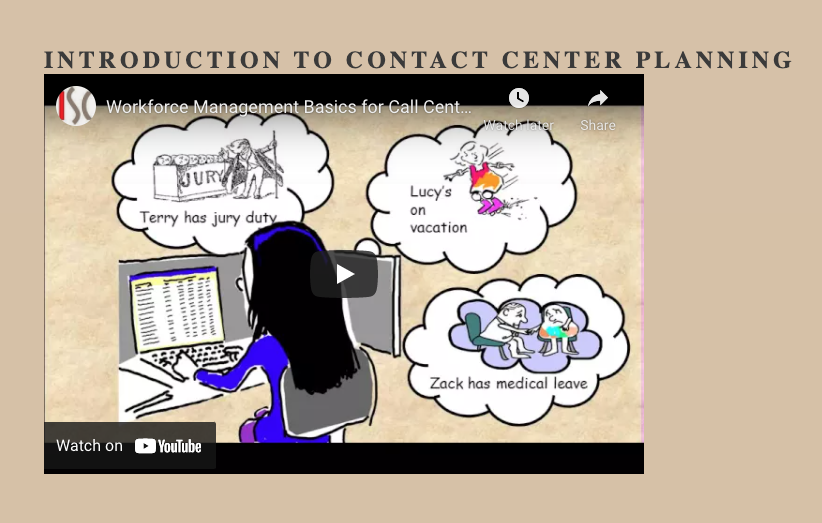 INTRODUCTION TO CONTACT CENTER PLANNING
ISC
Workforce Management Basics for Call Cent...
Watch later
Share
JURY
Terry has jury duty
Lucy's
on
vacation
Zack has medical leave
Watch on YouTube